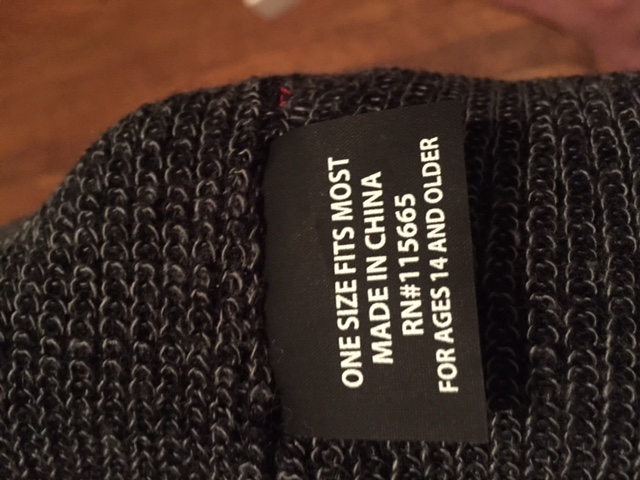 ONE SIZE FITS MOST
MADE IN CHINA
RN#115665
FOR AGES 14 AND OLDER